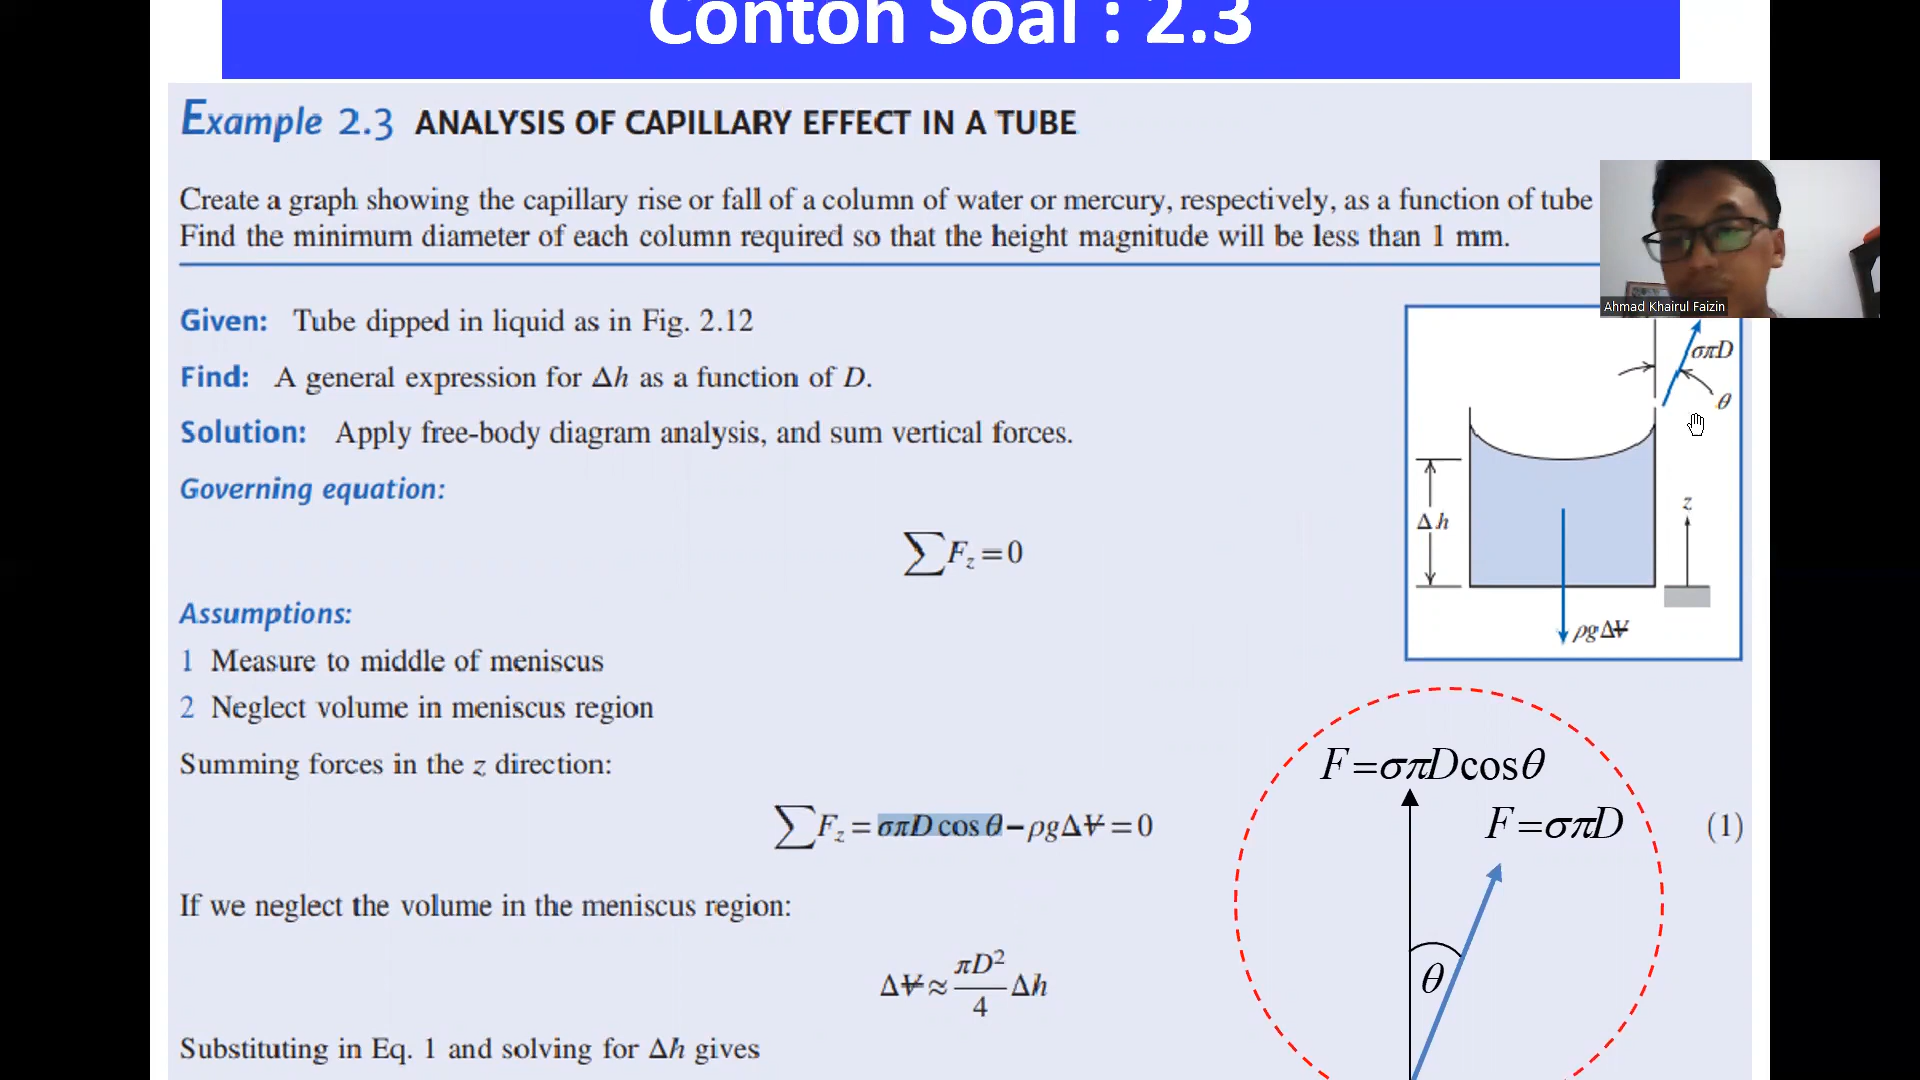 Contoh Soal : 2.3
Example 2.3 ANALYSIS OF CAPILLARY EFFECT IN A TUBE
Create a graph showing the capillary rise or fall of a column of water or mercury, respectively, as a function of tube
Find the minimum diameter of each column required so that the height magnitude will be less than 1 mm.
Ahmad Khairul Faizin
Given: Tube dipped in liquid as in Fig. 2.12
Find: A general expression for Δh as a function of D.
Solution: Apply free-body diagram analysis, and sum vertical forces.
Governing equation:
∑F_z = 0
σπD
θ
Δh
z
ρgΔV̶
Assumptions:
1 Measure to middle of meniscus
2 Neglect volume in meniscus region
Summing forces in the z direction:
∑F_z = σπD cos θ − ρgΔV̶ = 0 (1)
F=σπDcosθ
F=σπD
θ
If we neglect the volume in the meniscus region:
ΔV̶ ≈ πD²/4 Δh
Substituting in Eq. 1 and solving for Δh gives